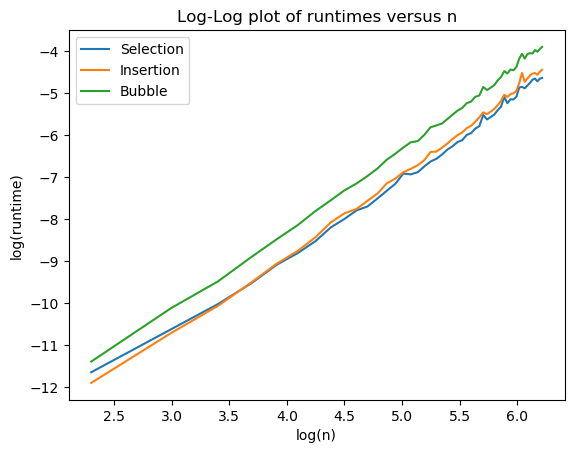 Log-Log plot of runtimes versus n
Selection
Insertion
Bubble
log(runtime)
−4
−5
−6
−7
−8
−9
−10
−11
−12
2.5 3.0 3.5 4.0 4.5 5.0 5.5 6.0
log(n)